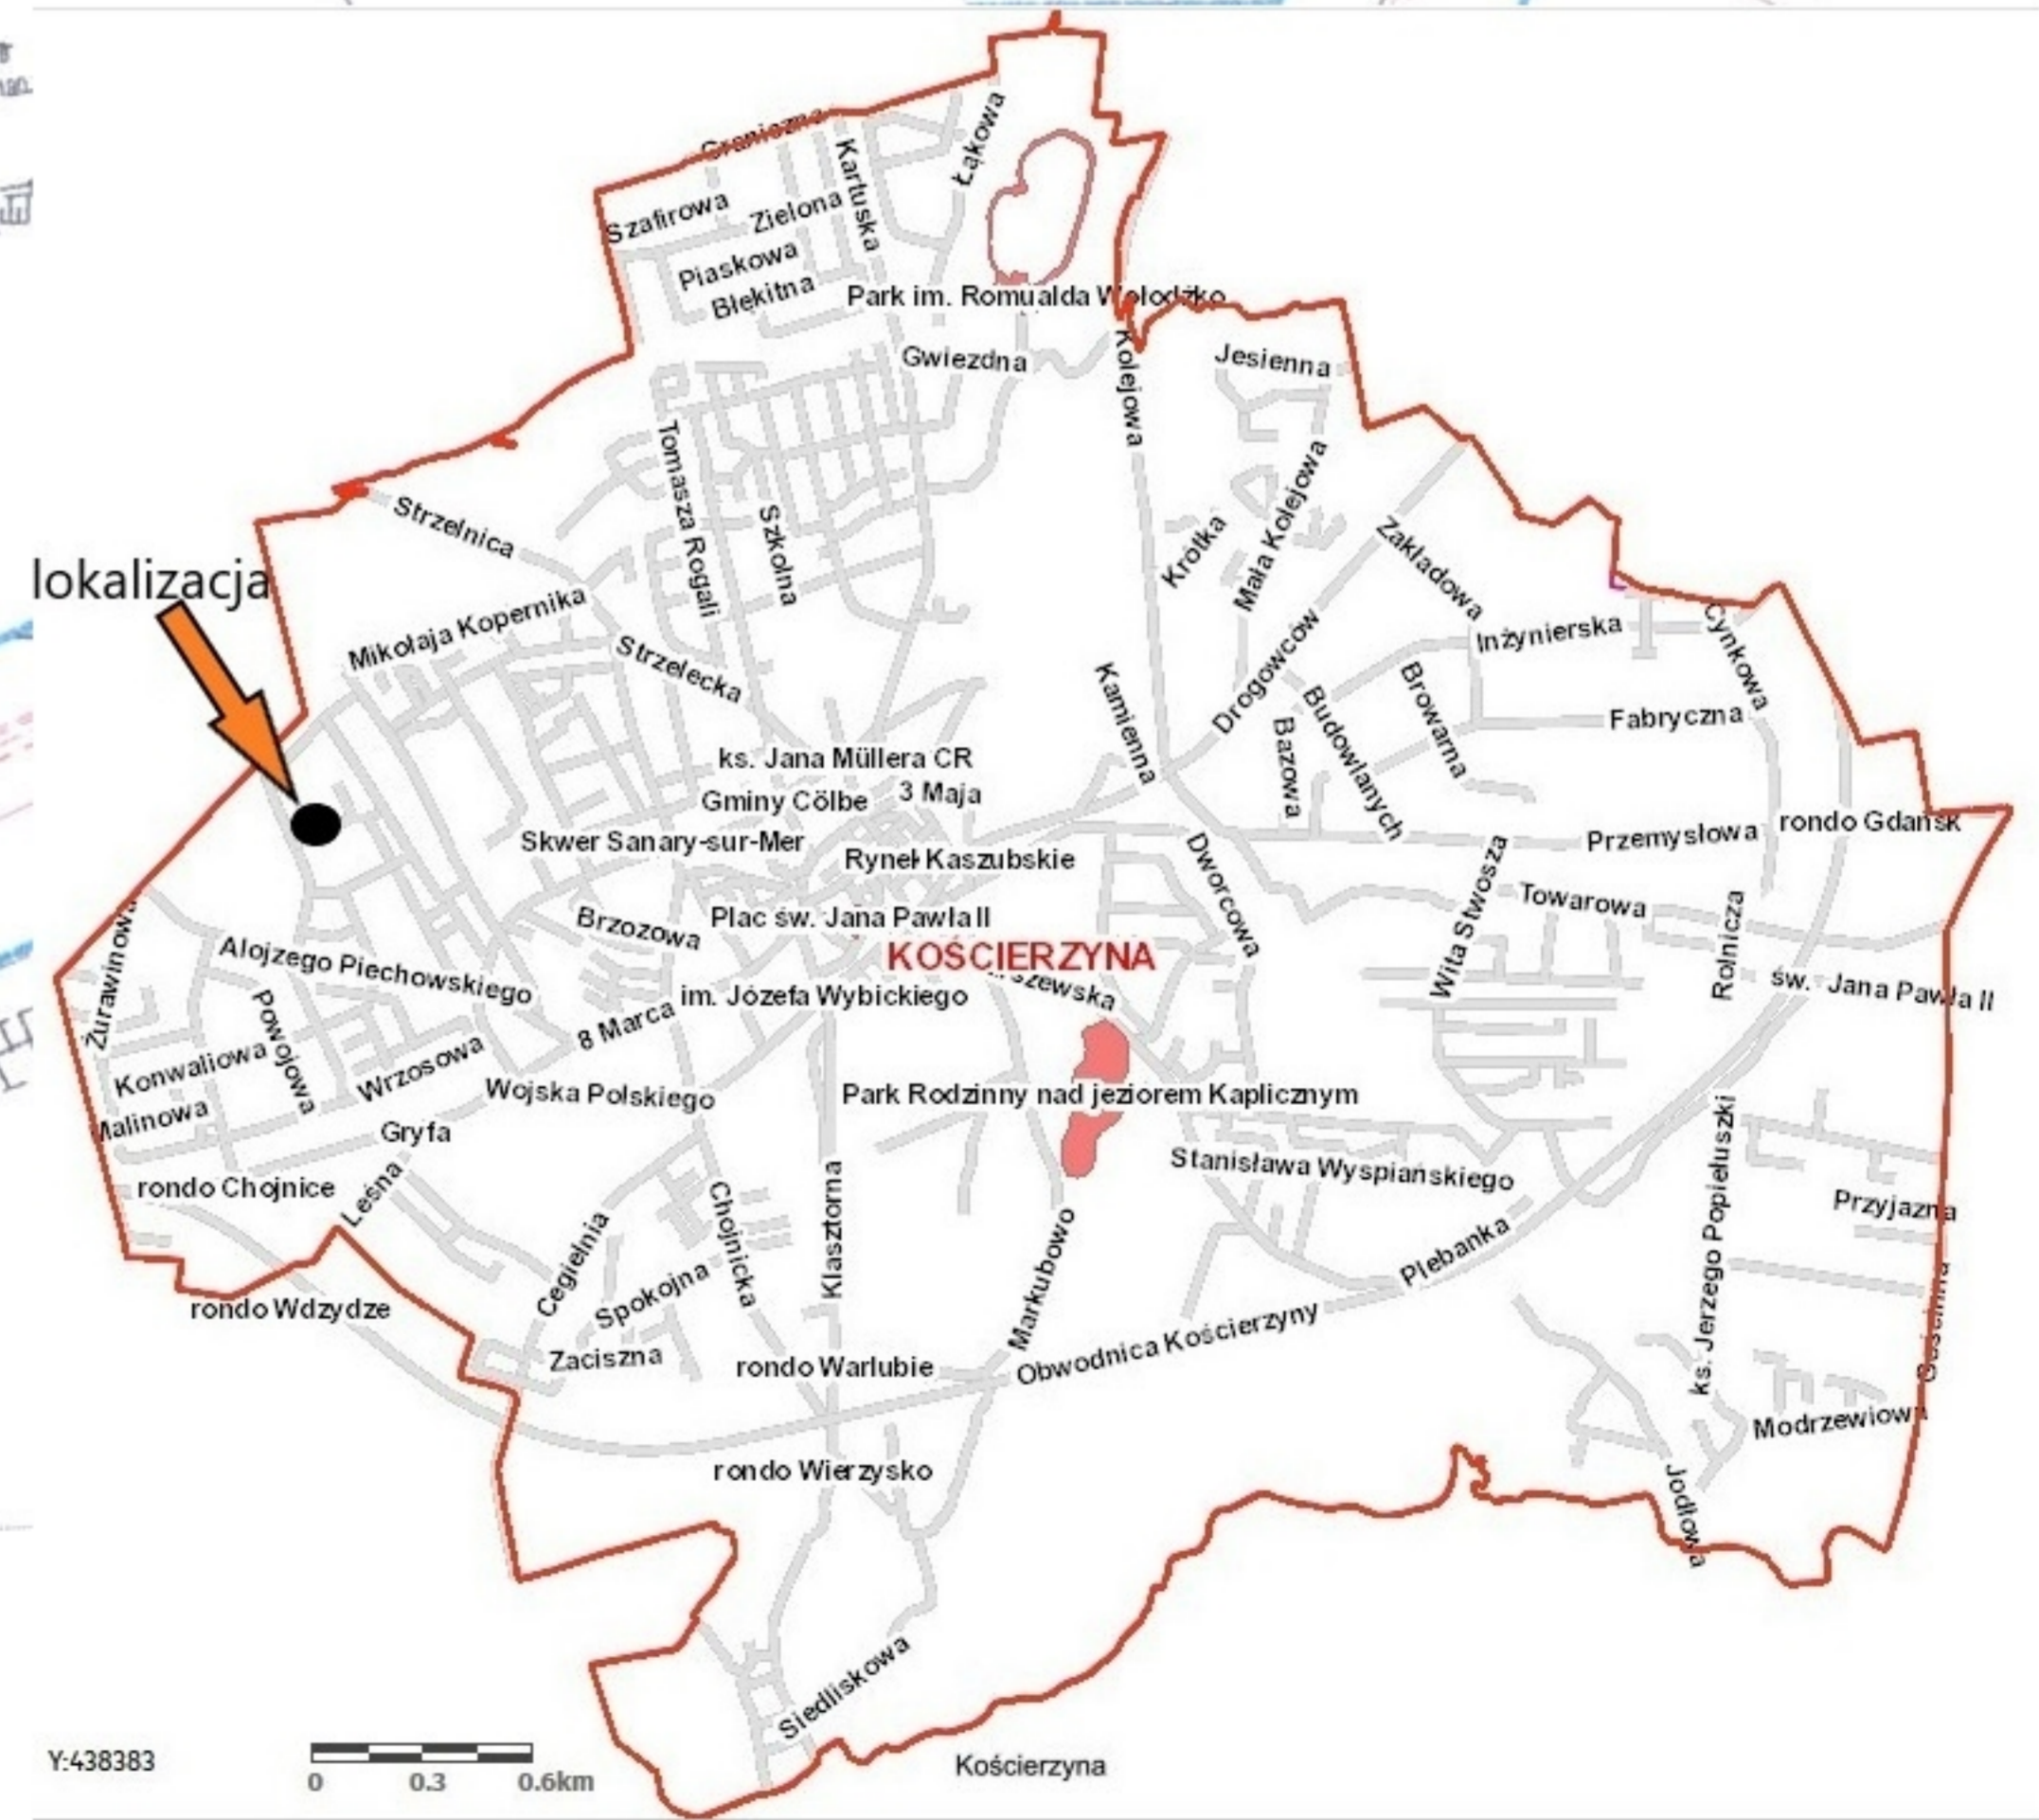 Graniczna
Łąkowa
Kartuska
Szafirowa
Zielona
Piaskowa
Błękitna
Park im. Romualda Wołodźko
Gwiezdna
Kolejowa
Jesienna
Tomasza Rogali
Szkolna
Strzelnica
Krótka
Mała Kolejowa
Zakładowa
lokalizacja
Mikołaja Kopernika
Strzelecka
Inżynierska
Cynkowa
Drogowców
Kamienna
Budowlanych
Browarna
Bazowa
Fabryczna
ks. Jana Müllera CR
Gminy Cölbe
3 Maja
Skwer Sanary-sur-Mer
Rynek
Kaszubskie
Przemysłowa
rondo Gdańsk
Dworcowa
Wita Stwosza
Towarowa
Rolnicza
Brzozowa
Plac św. Jana Pawła II
Żurawinowa
Alojzego Piechowskiego
KOŚCIERZYNA
szewska
św. Jana Pawła II
Powojowa
8 Marca
im. Józefa Wybickiego
Konwaliowa
Wrzosowa
Wojska Polskiego
Park Rodzinny nad jeziorem Kaplicznym
Malinowa
Gryfa
Stanisława Wyspiańskiego
ks. Jerzego Popiełuszki
Przyjazna
rondo Chojnice
Leśna
Cegielnia
Chojnicka
Klasztorna
Markubowo
Plebanka
Spokojna
rondo Wdzydze
Zaciszna
rondo Warlubie
Obwodnica Kościerzyny
Modrzewiowa
rondo Wierzysko
Jodłowa
Siedliskowa
Y:438383
0 0.3 0.6km
Kościerzyna